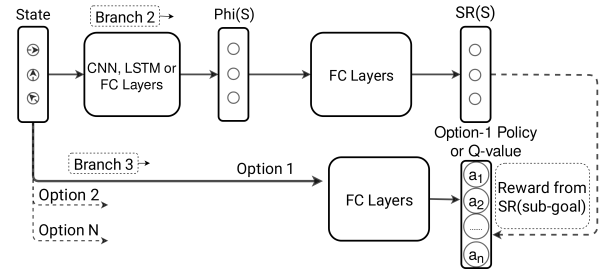 State
Branch 2
Phi(S)
SR(S)
CNN, LSTM or
FC Layers
FC Layers
Option-1 Policy
or Q-value
Branch 3
Option 1
Option 2
Option N
FC Layers
a1
a2
......
an
Reward from
SR(sub-goal)